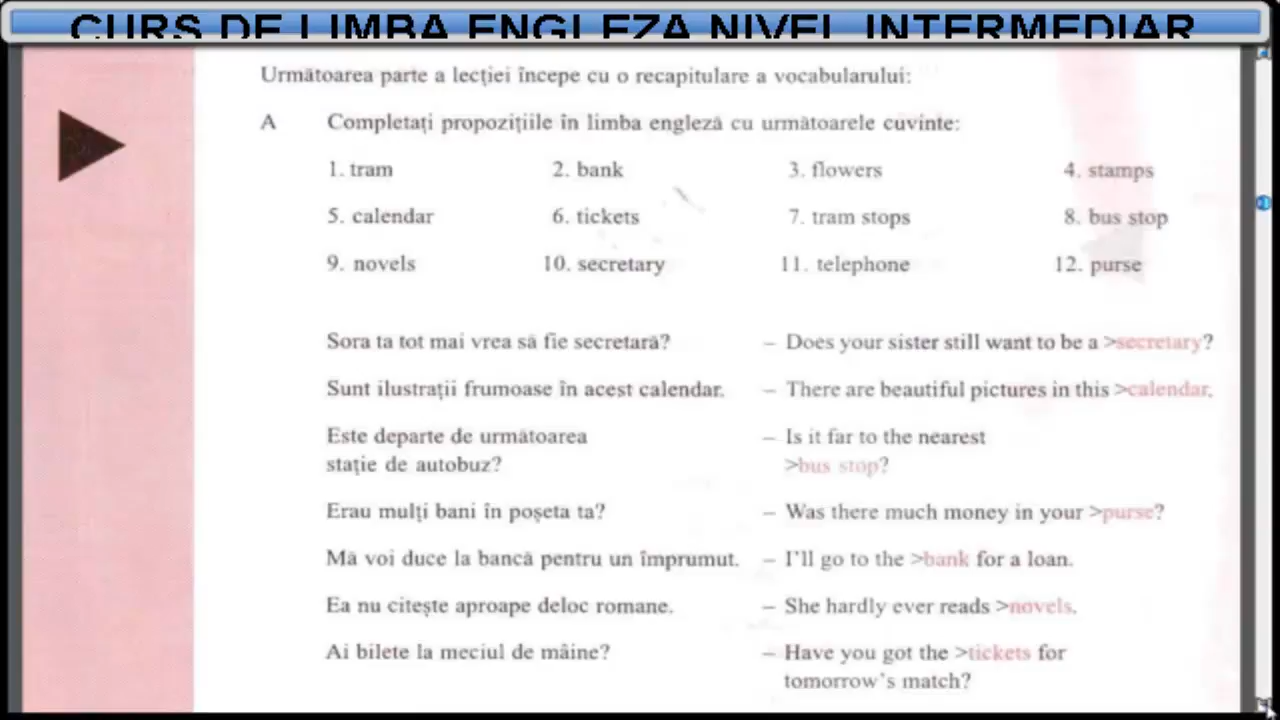 CURS DE LIMBA ENGLEZA NIVEL INTERMEDIAR
Următoarea parte a lecției începe cu o recapitulare a vocabularului:
A Completați propozițiile în limba engleză cu următoarele cuvinte:
1. tram 2. bank 3. flowers 4. stamps
5. calendar 6. tickets 7. tram stops 8. bus stop
9. novels 10. secretary 11. telephone 12. purse
Sora ta tot mai vrea să fie secretară? – Does your sister still want to be a >secretary?
Sunt ilustrații frumoase în acest calendar. – There are beautiful pictures in this >calendar.
Este departe de următoarea – Is it far to the nearest
stație de autobuz? >bus stop?
Erau mulți bani în poșeta ta? – Was there much money in your >purse?
Mă voi duce la bancă pentru un împrumut. – I'll go to the >bank for a loan.
Ea nu citește aproape deloc romane. – She hardly ever reads >novels.
Ai bilete la meciul de mâine? – Have you got the >tickets for
tomorrow's match?